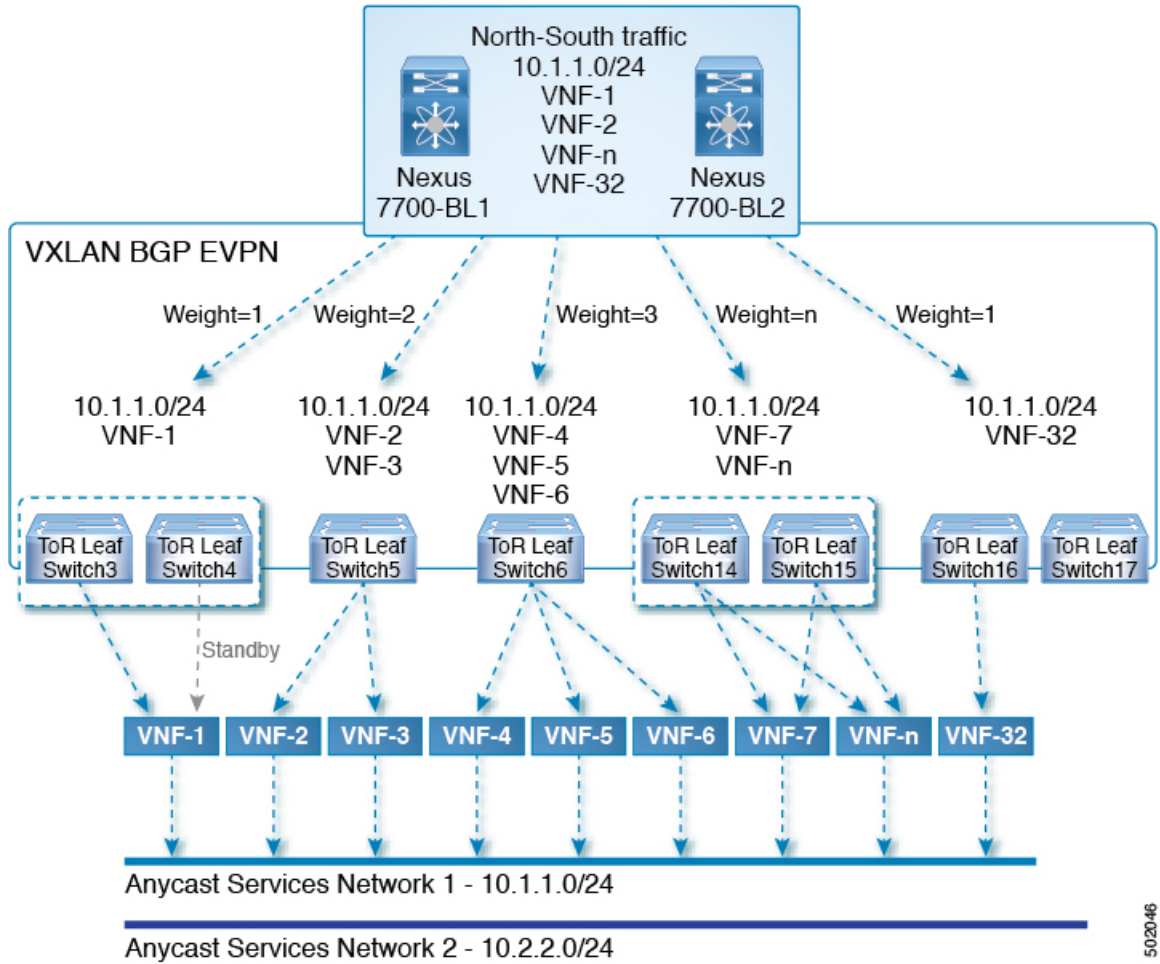 North-South traffic
10.1.1.0/24
VNF-1
VNF-2
VNF-n
VNF-32
Nexus
7700-BL1
Nexus
7700-BL2
VXLAN BGP EVPN
Weight=1
Weight=2
Weight=3
Weight=n
Weight=1
10.1.1.0/24
VNF-1
10.1.1.0/24
VNF-2
VNF-3
10.1.1.0/24
VNF-4
VNF-5
VNF-6
10.1.1.0/24
VNF-7
VNF-n
10.1.1.0/24
VNF-32
ToR Leaf
Switch3
ToR Leaf
Switch4
ToR Leaf
Switch5
ToR Leaf
Switch6
ToR Leaf
Switch14
ToR Leaf
Switch15
ToR Leaf
Switch16
ToR Leaf
Switch17
Standby
VNF-1
VNF-2
VNF-3
VNF-4
VNF-5
VNF-6
VNF-7
VNF-n
VNF-32
Anycast Services Network 1 - 10.1.1.0/24
Anycast Services Network 2 - 10.2.2.0/24
502046